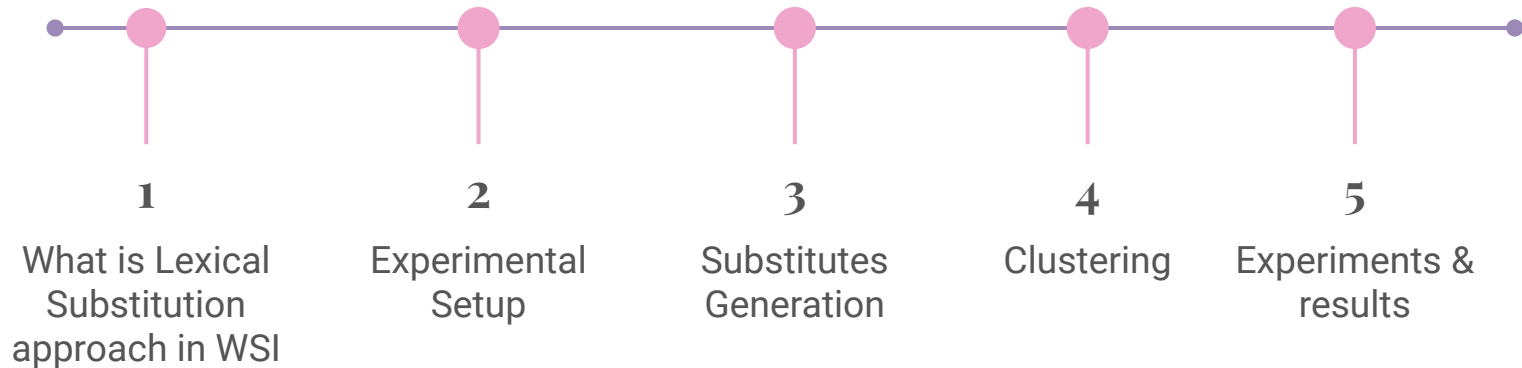 1
What is Lexical
Substitution
approach in WSI
2
Experimental
Setup
3
Substitutes
Generation
4
Clustering
5
Experiments &
results